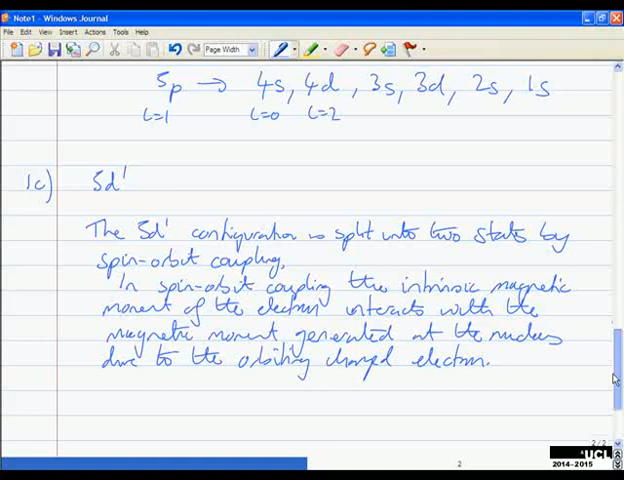 Note1 - Windows Journal
File Edit View Insert Actions Tools Help
Page Width
5p → 4s, 4d, 3s, 3d, 2s, 1s
L=1 L=0 L=2
1c) 5d¹
The 5d¹ configuration is split into two states by
spin-orbit coupling.
In spin-orbit coupling the intrinsic magnetic
moment of the electron interacts with the
magnetic moment generated at the nucleus
due to the orbiting charged electron.
2/2
2
UCL
2014-2015